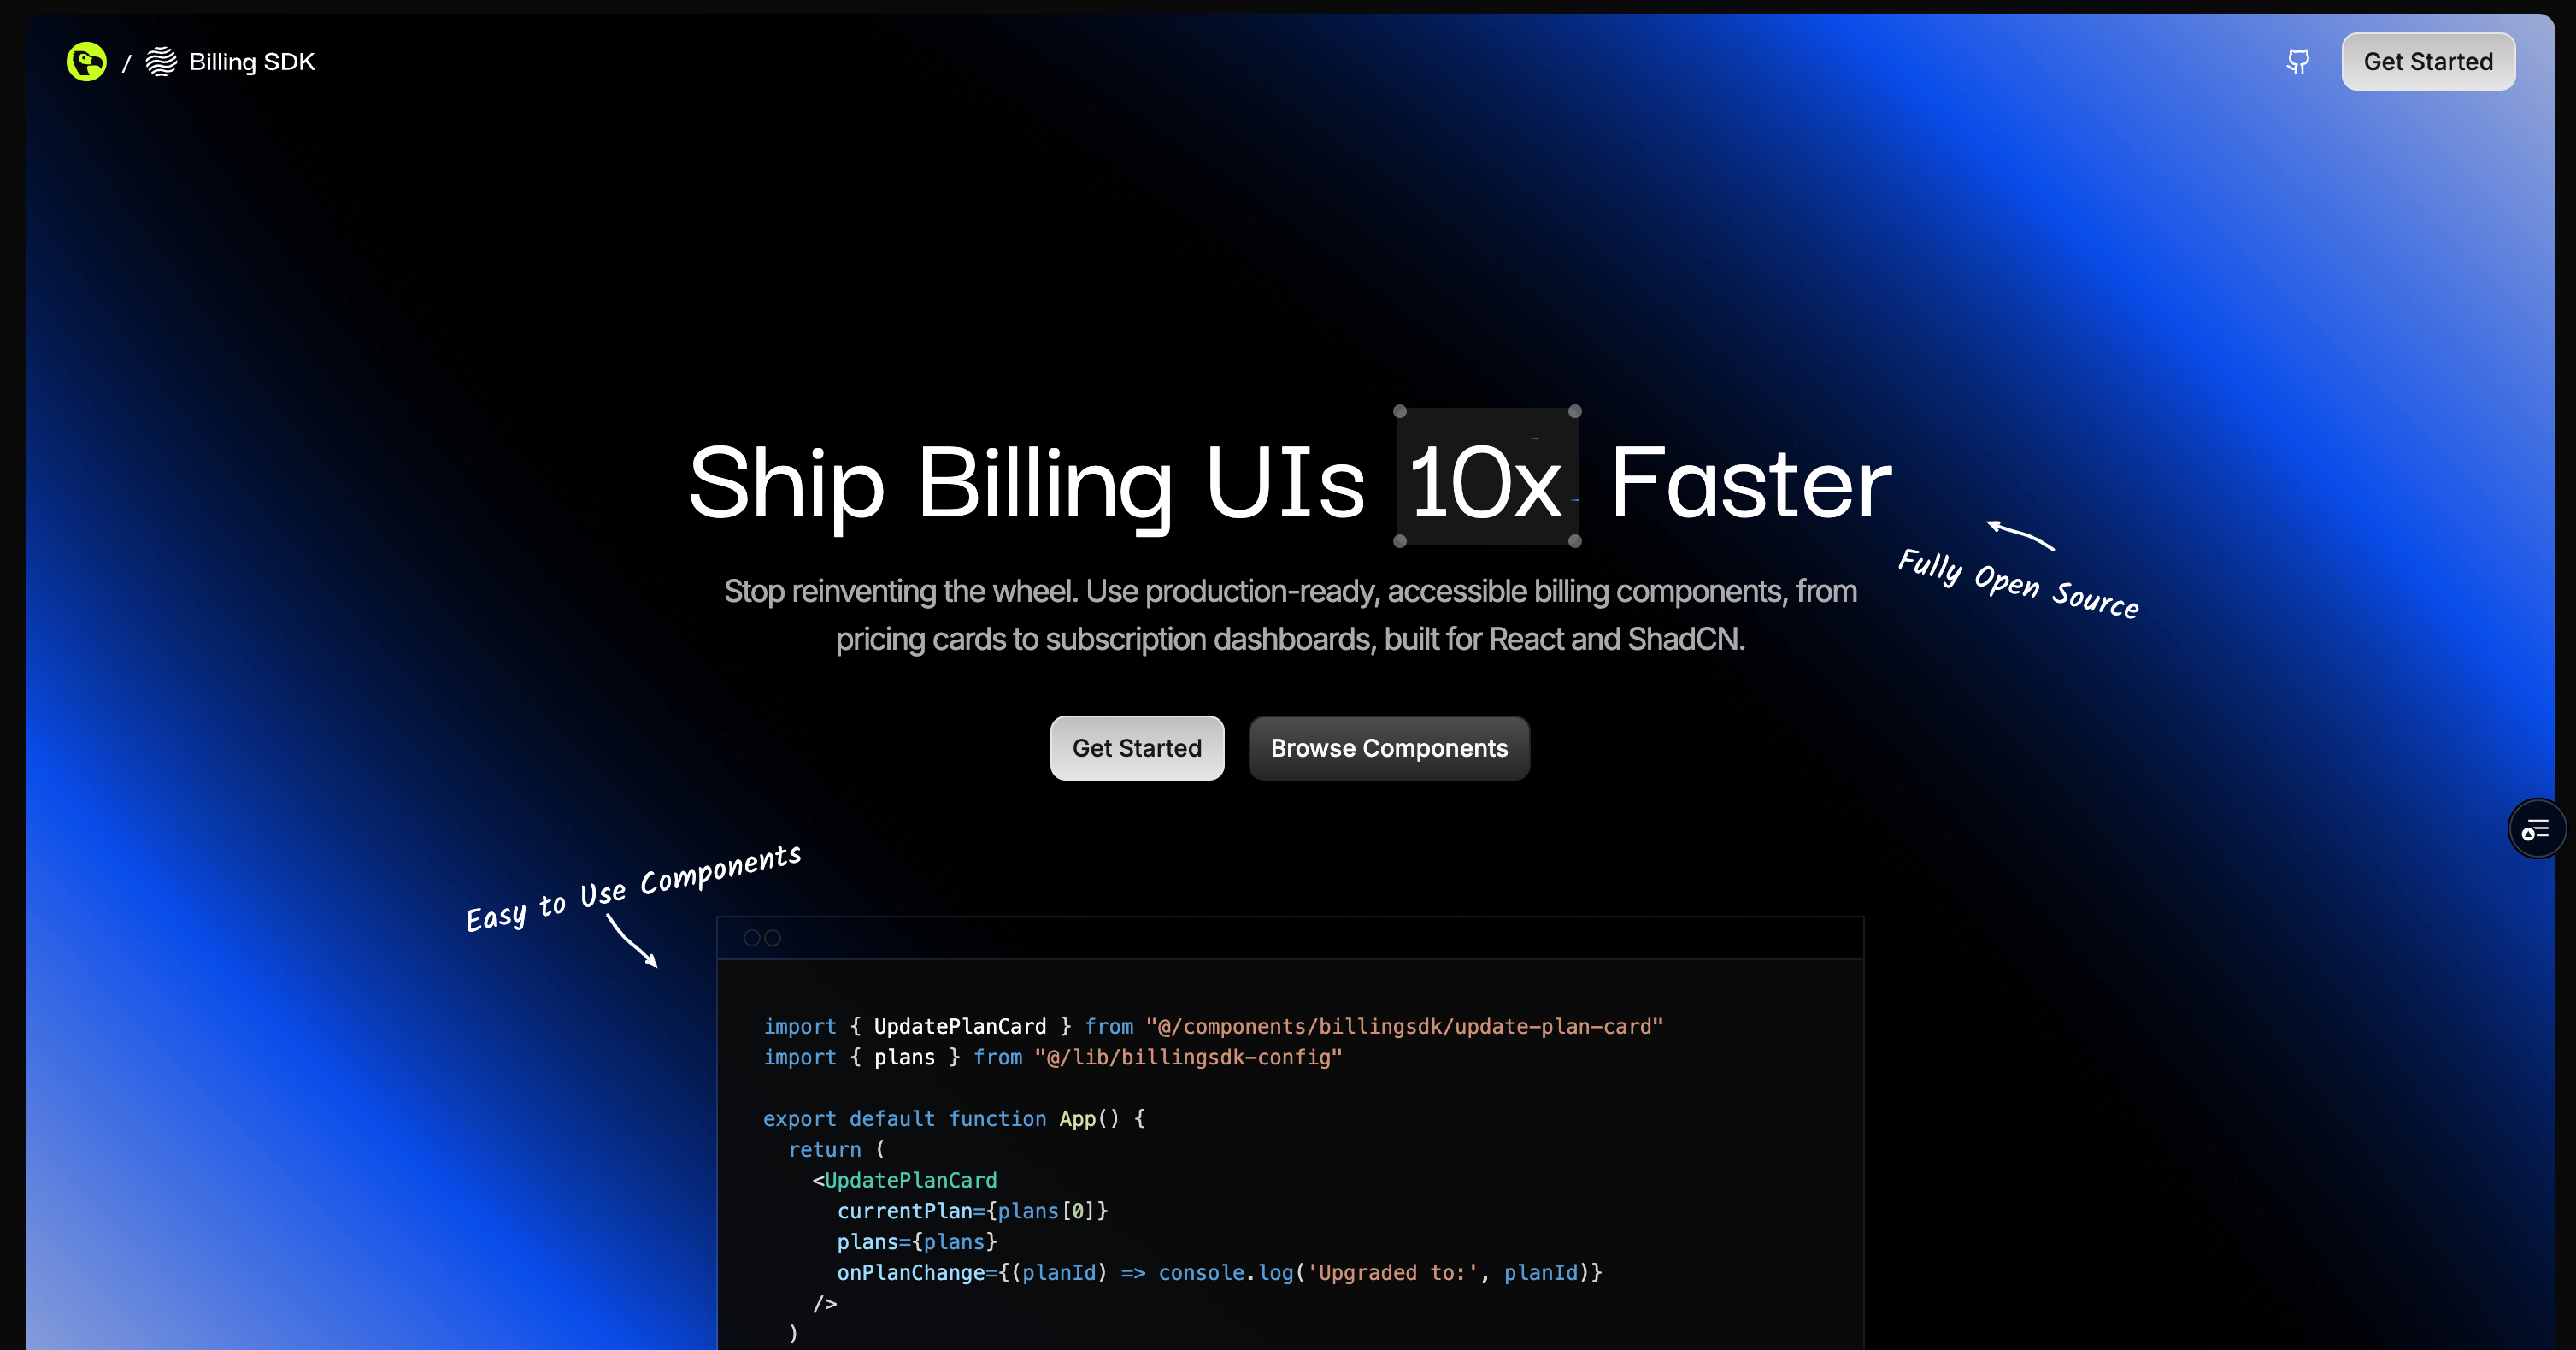 / Billing SDK
Get Started
Ship Billing UIs 10x Faster
Fully Open Source
Stop reinventing the wheel. Use production-ready, accessible billing components, from
pricing cards to subscription dashboards, built for React and ShadCN.
Get Started
Browse Components
Easy to Use Components
import { UpdatePlanCard } from "@/components/billingsdk/update-plan-card"
import { plans } from "@/lib/billingsdk-config"
export default function App() {
return (
<UpdatePlanCard
currentPlan={plans[0]}
plans={plans}
onPlanChange={(planId) => console.log('Upgraded to:', planId)}
/>
)